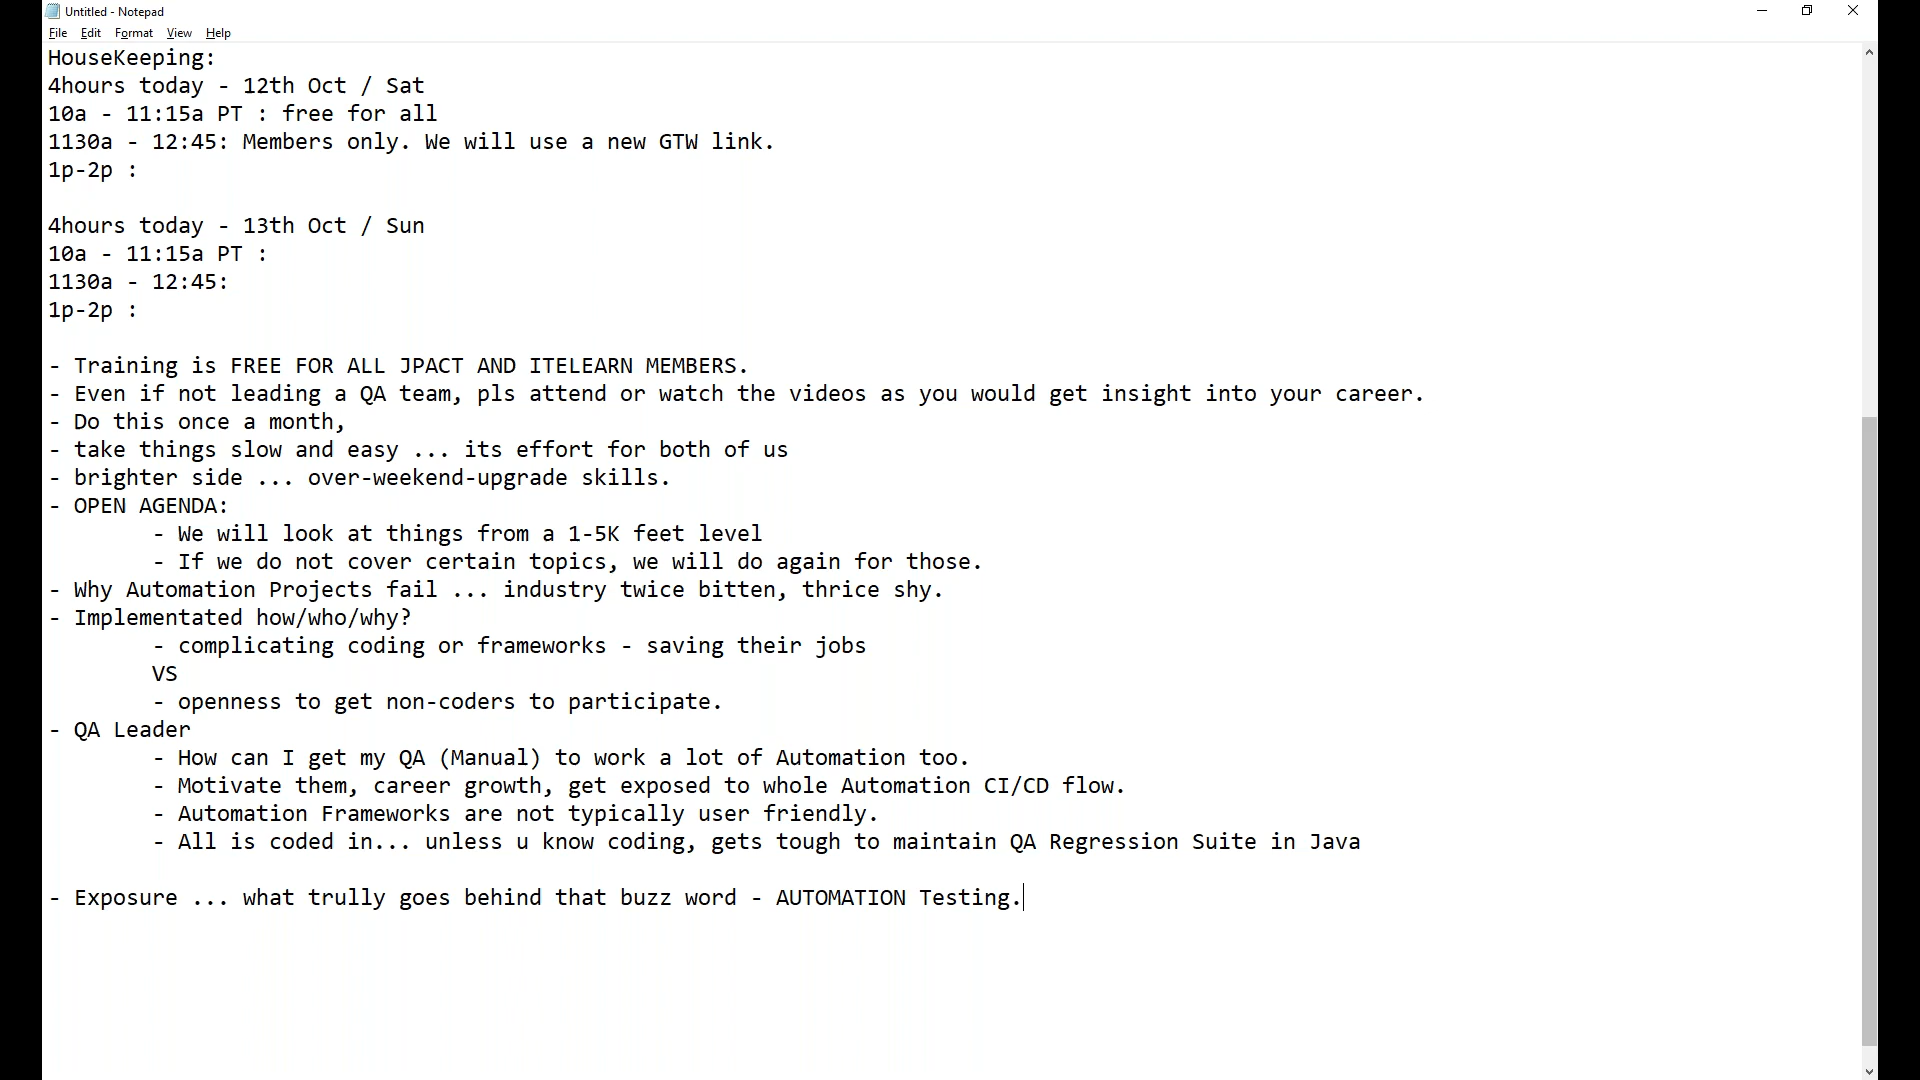 Untitled - Notepad
File Edit Format View Help
HouseKeeping:
4hours today - 12th Oct / Sat
10a - 11:15a PT : free for all
1130a - 12:45: Members only. We will use a new GTW link.
1p-2p :
4hours today - 13th Oct / Sun
10a - 11:15a PT :
1130a - 12:45:
1p-2p :
- Training is FREE FOR ALL JPACT AND ITELEARN MEMBERS.
- Even if not leading a QA team, pls attend or watch the videos as you would get insight into your career.
- Do this once a month,
- take things slow and easy ... its effort for both of us
- brighter side ... over-weekend-upgrade skills.
- OPEN AGENDA:
- We will look at things from a 1-5K feet level
- If we do not cover certain topics, we will do again for those.
- Why Automation Projects fail ... industry twice bitten, thrice shy.
- Implementated how/who/why?
- complicating coding or frameworks - saving their jobs
VS
- openness to get non-coders to participate.
- QA Leader
- How can I get my QA (Manual) to work a lot of Automation too.
- Motivate them, career growth, get exposed to whole Automation CI/CD flow.
- Automation Frameworks are not typically user friendly.
- All is coded in... unless u know coding, gets tough to maintain QA Regression Suite in Java
- Exposure ... what trully goes behind that buzz word - AUTOMATION Testing.